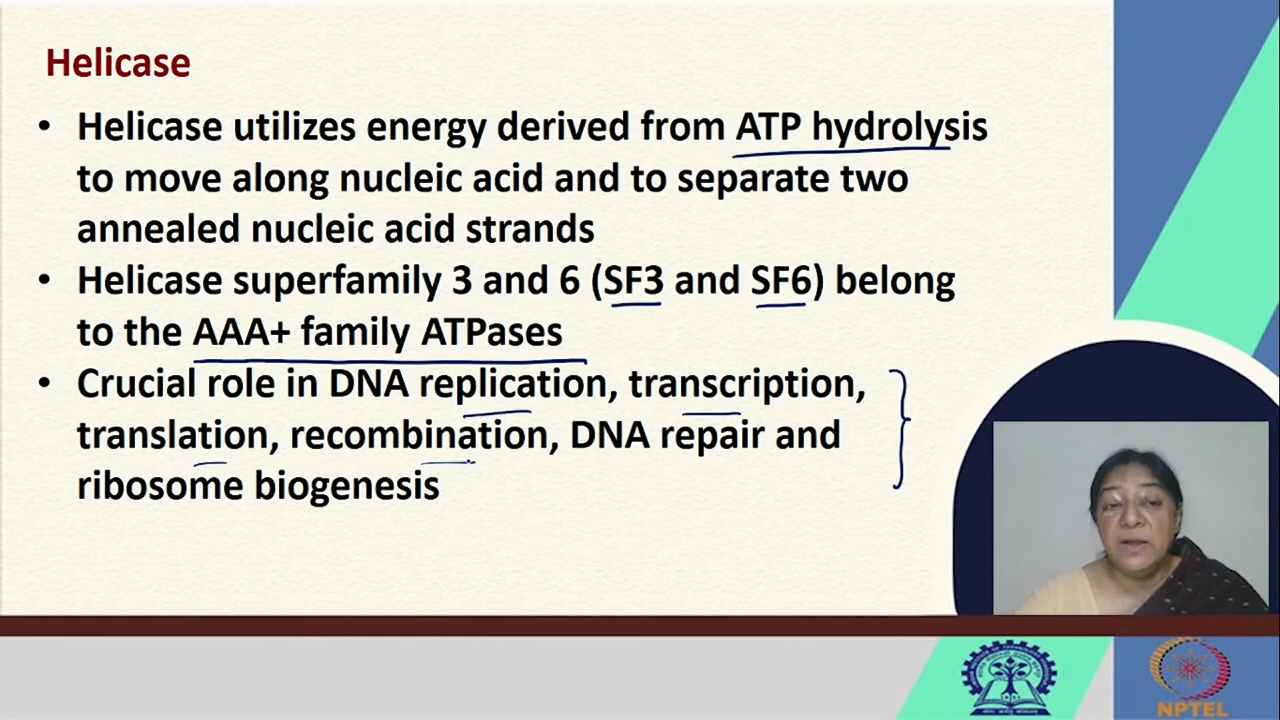 Helicase
• Helicase utilizes energy derived from ATP hydrolysis
to move along nucleic acid and to separate two
annealed nucleic acid strands
• Helicase superfamily 3 and 6 (SF3 and SF6) belong
to the AAA+ family ATPases
• Crucial role in DNA replication, transcription,
translation, recombination, DNA repair and
ribosome biogenesis
NPTEL